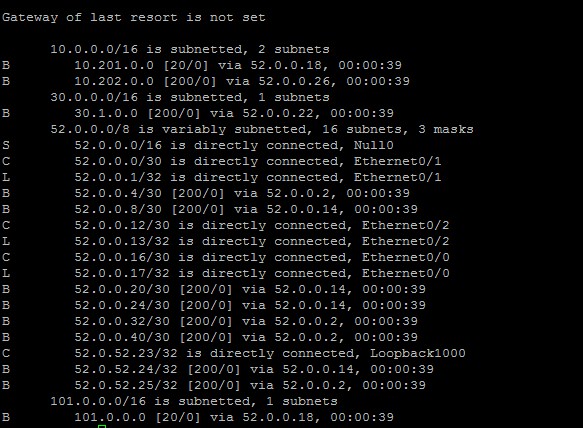 Gateway of last resort is not set
10.0.0.0/16 is subnetted, 2 subnets
B 10.201.0.0 [20/0] via 52.0.0.18, 00:00:39
B 10.202.0.0 [200/0] via 52.0.0.26, 00:00:39
30.0.0.0/16 is subnetted, 1 subnets
B 30.1.0.0 [200/0] via 52.0.0.22, 00:00:39
52.0.0.0/8 is variably subnetted, 16 subnets, 3 masks
S 52.0.0.0/16 is directly connected, Null0
C 52.0.0.0/30 is directly connected, Ethernet0/1
L 52.0.0.1/32 is directly connected, Ethernet0/1
B 52.0.0.4/30 [200/0] via 52.0.0.2, 00:00:39
B 52.0.0.8/30 [200/0] via 52.0.0.14, 00:00:39
C 52.0.0.12/30 is directly connected, Ethernet0/2
L 52.0.0.13/32 is directly connected, Ethernet0/2
C 52.0.0.16/30 is directly connected, Ethernet0/0
L 52.0.0.17/32 is directly connected, Ethernet0/0
B 52.0.0.20/30 [200/0] via 52.0.0.14, 00:00:39
B 52.0.0.24/30 [200/0] via 52.0.0.14, 00:00:39
B 52.0.0.32/30 [200/0] via 52.0.0.2, 00:00:39
B 52.0.0.40/30 [200/0] via 52.0.0.2, 00:00:39
C 52.0.52.23/32 is directly connected, Loopback1000
B 52.0.52.24/32 [200/0] via 52.0.0.14, 00:00:39
B 52.0.52.25/32 [200/0] via 52.0.0.2, 00:00:39
101.0.0.0/16 is subnetted, 1 subnets
B 101.0.0.0 [20/0] via 52.0.0.18, 00:00:39